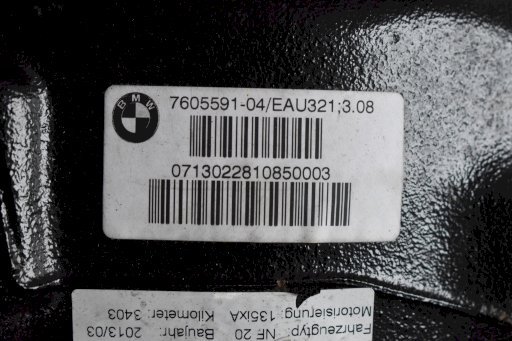 BMW
7605591-04/EAU321;3.08
0713022810850003
Fahrzeugtyp: NF 20 Baujahr: 2013/03
Motorisierung: 135ixA Kilometer: 3403